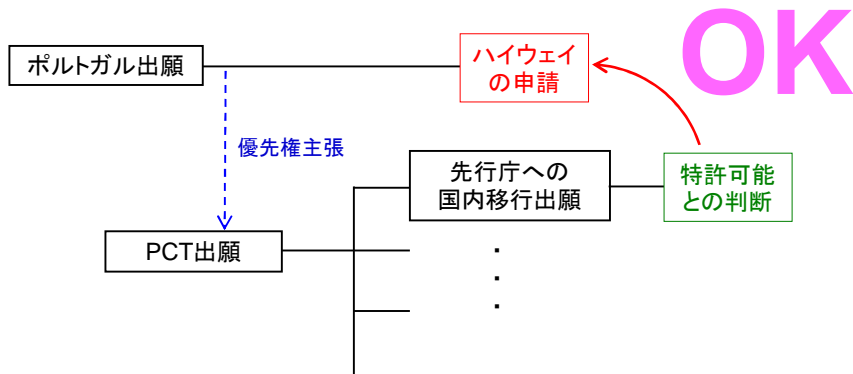 OK
ハイウェイ
の申請
ポルトガル出願
優先権主張
先行庁への
国内移行出願
特許可能
との判断
PCT出願
・
・
・